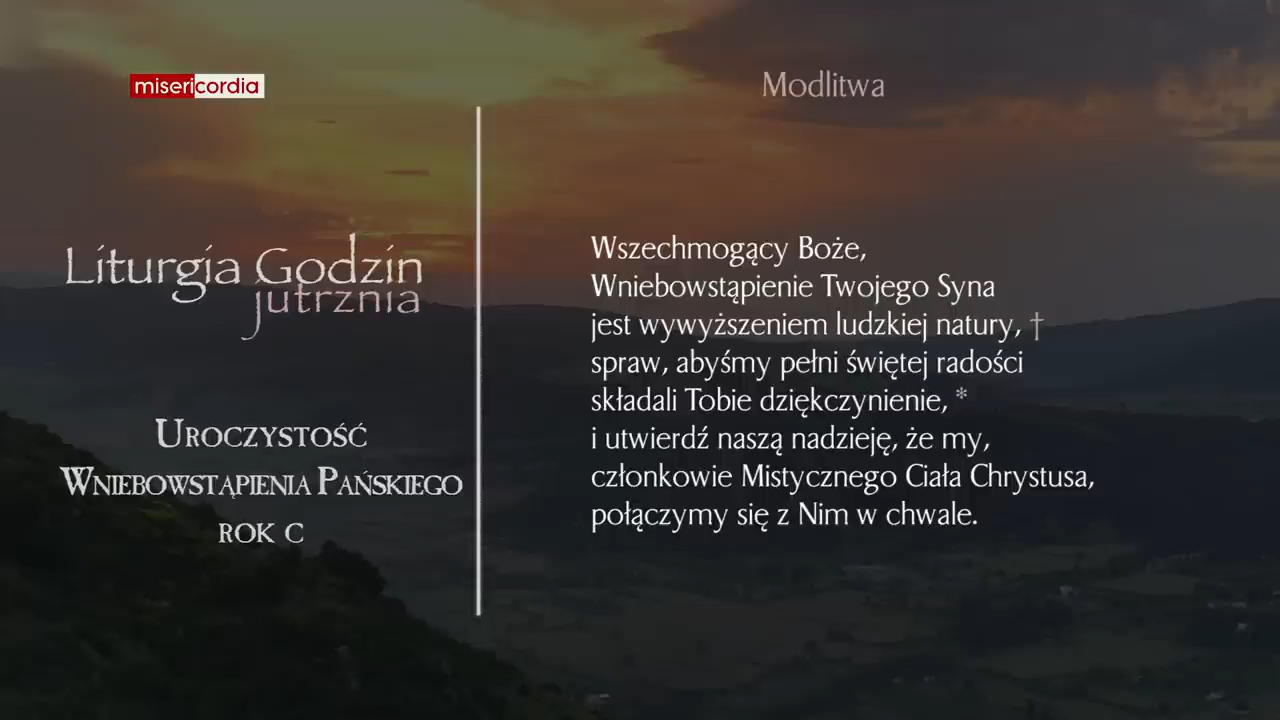 misericordia
Liturgia Godzin
jutrznia
Uroczystość
Wniebowstąpienia Pańskiego
rok C
Modlitwa
Wszechmogący Boże,
Wniebowstąpienie Twojego Syna
jest wywyższeniem ludzkiej natury, †
spraw, abyśmy pełni świętej radości
składali Tobie dziękczynienie, *
i utwierdź naszą nadzieję, że my,
członkowie Mistycznego Ciała Chrystusa,
połączymy się z Nim w chwale.